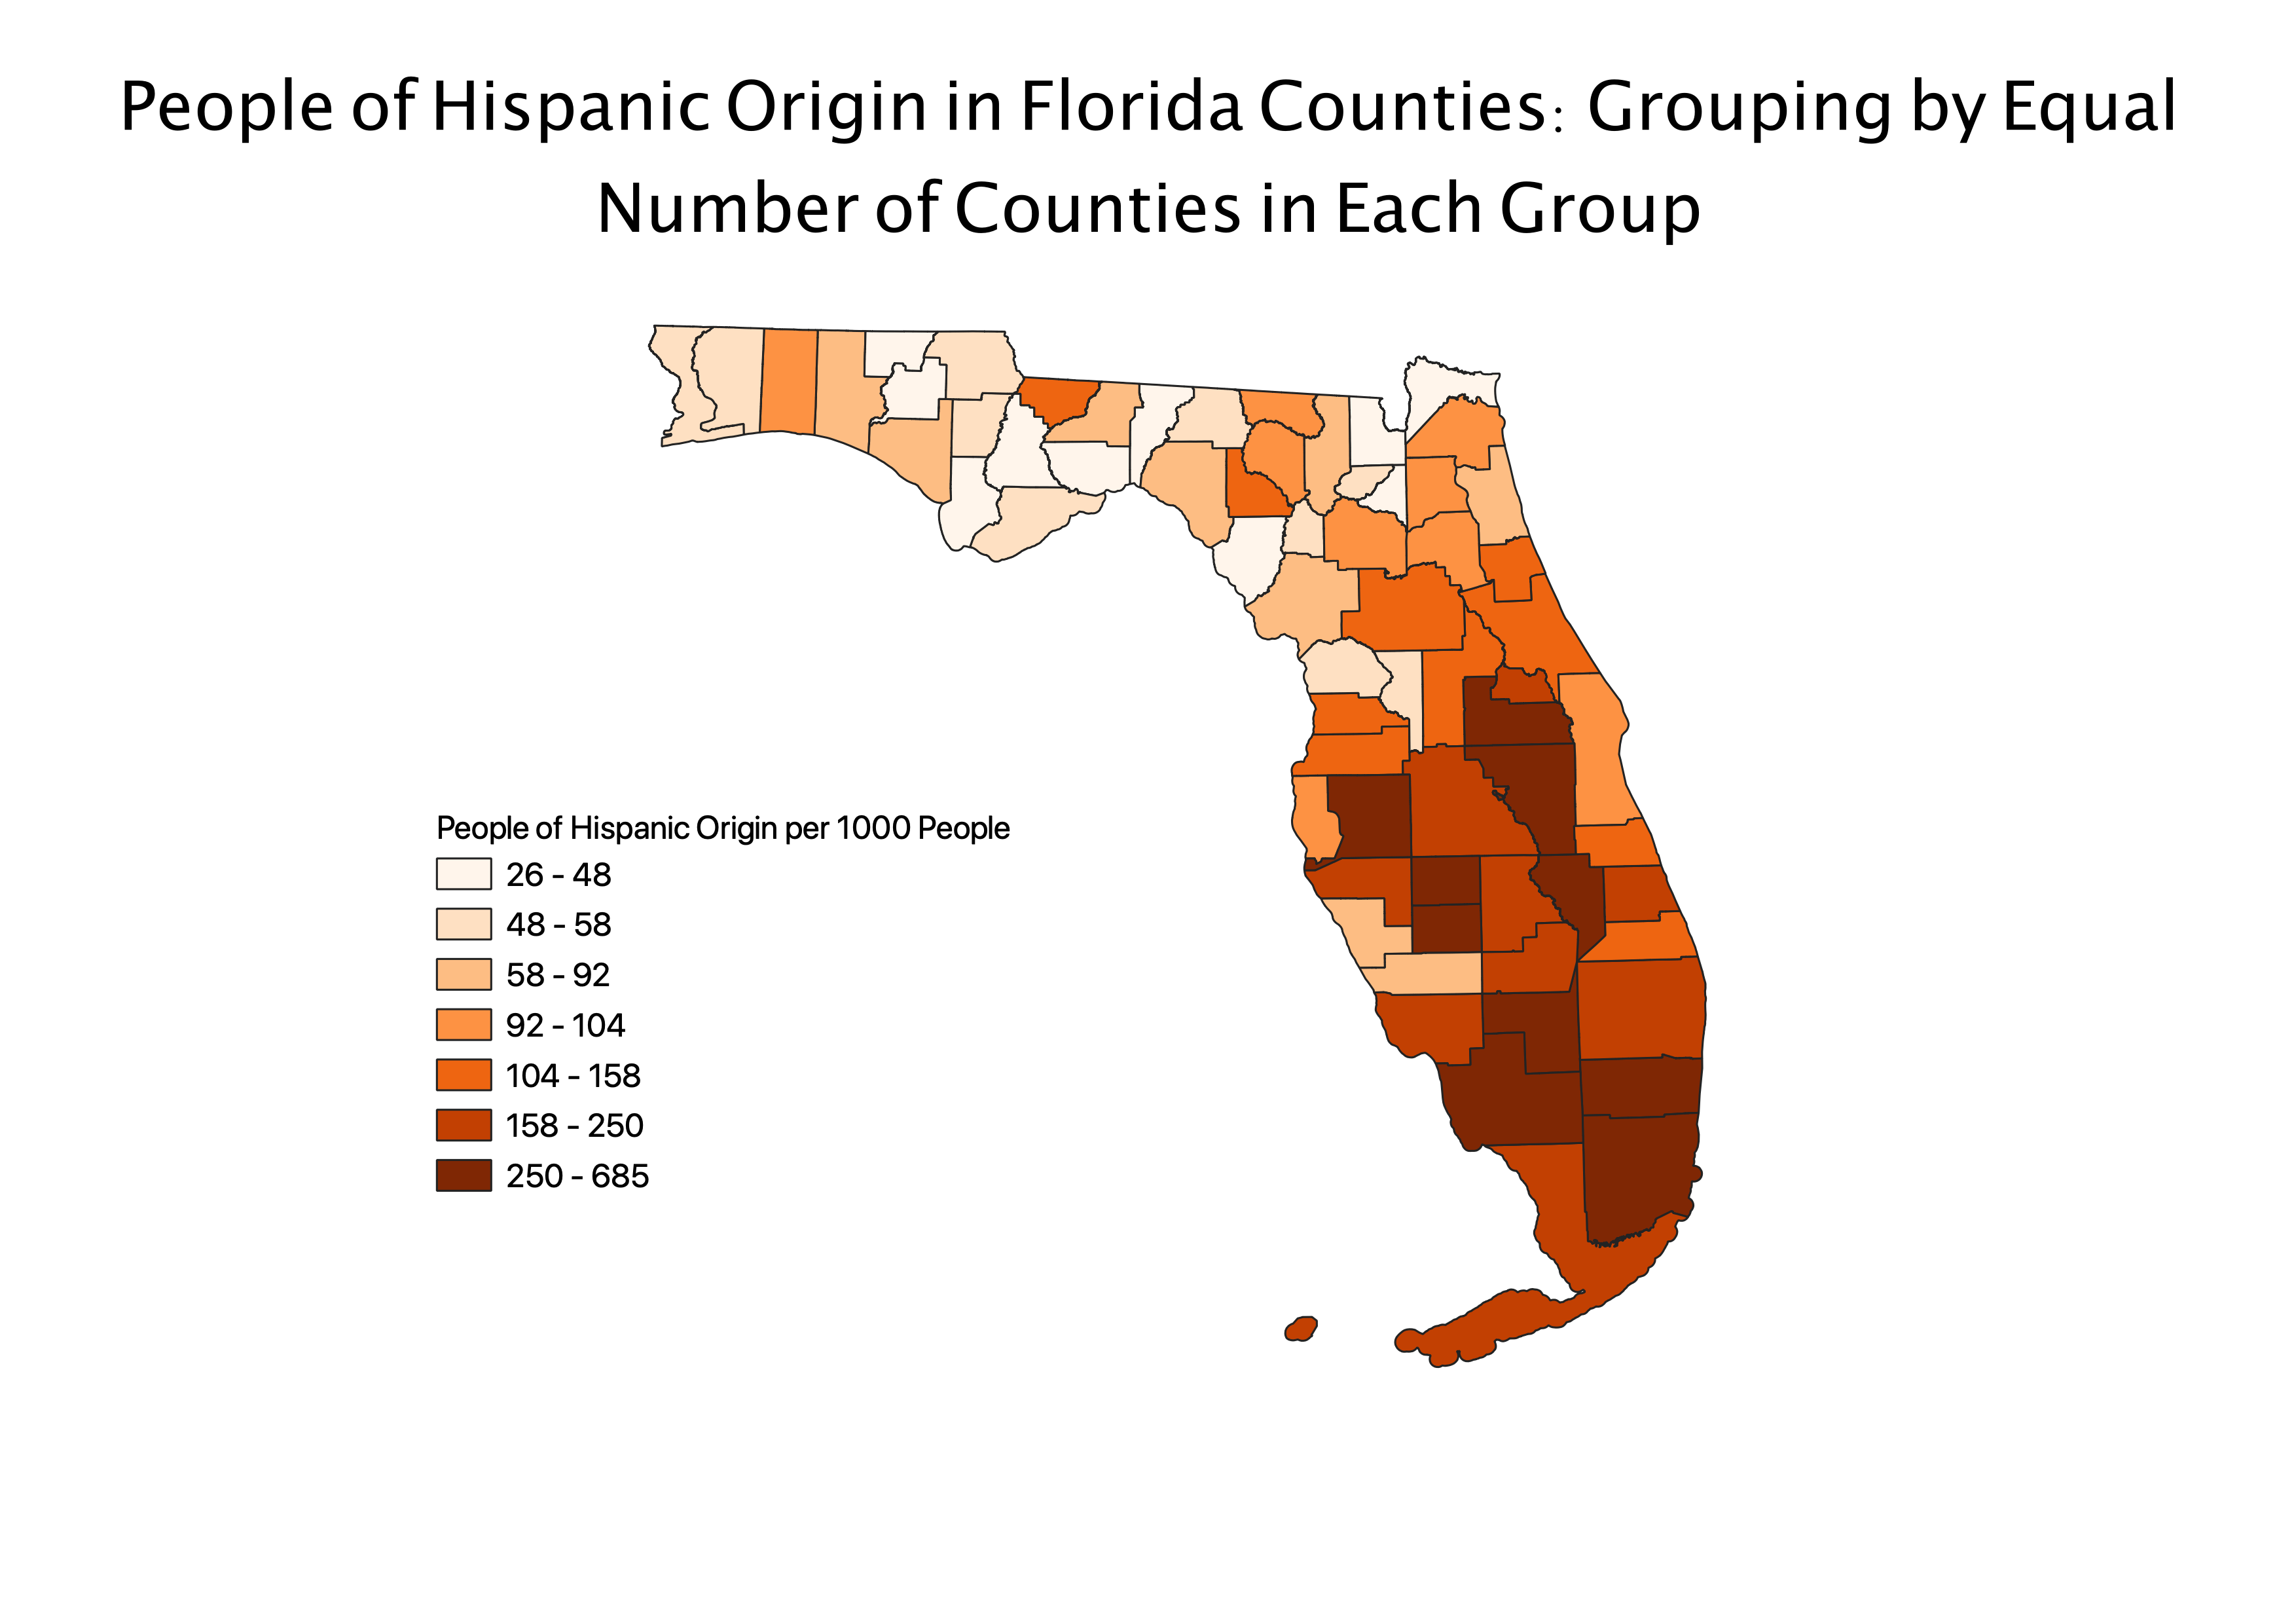 People of Hispanic Origin in Florida Counties: Grouping by Equal
Number of Counties in Each Group
People of Hispanic Origin per 1000 People
26 - 48
48 - 58
58 - 92
92 - 104
104 - 158
158 - 250
250 - 685